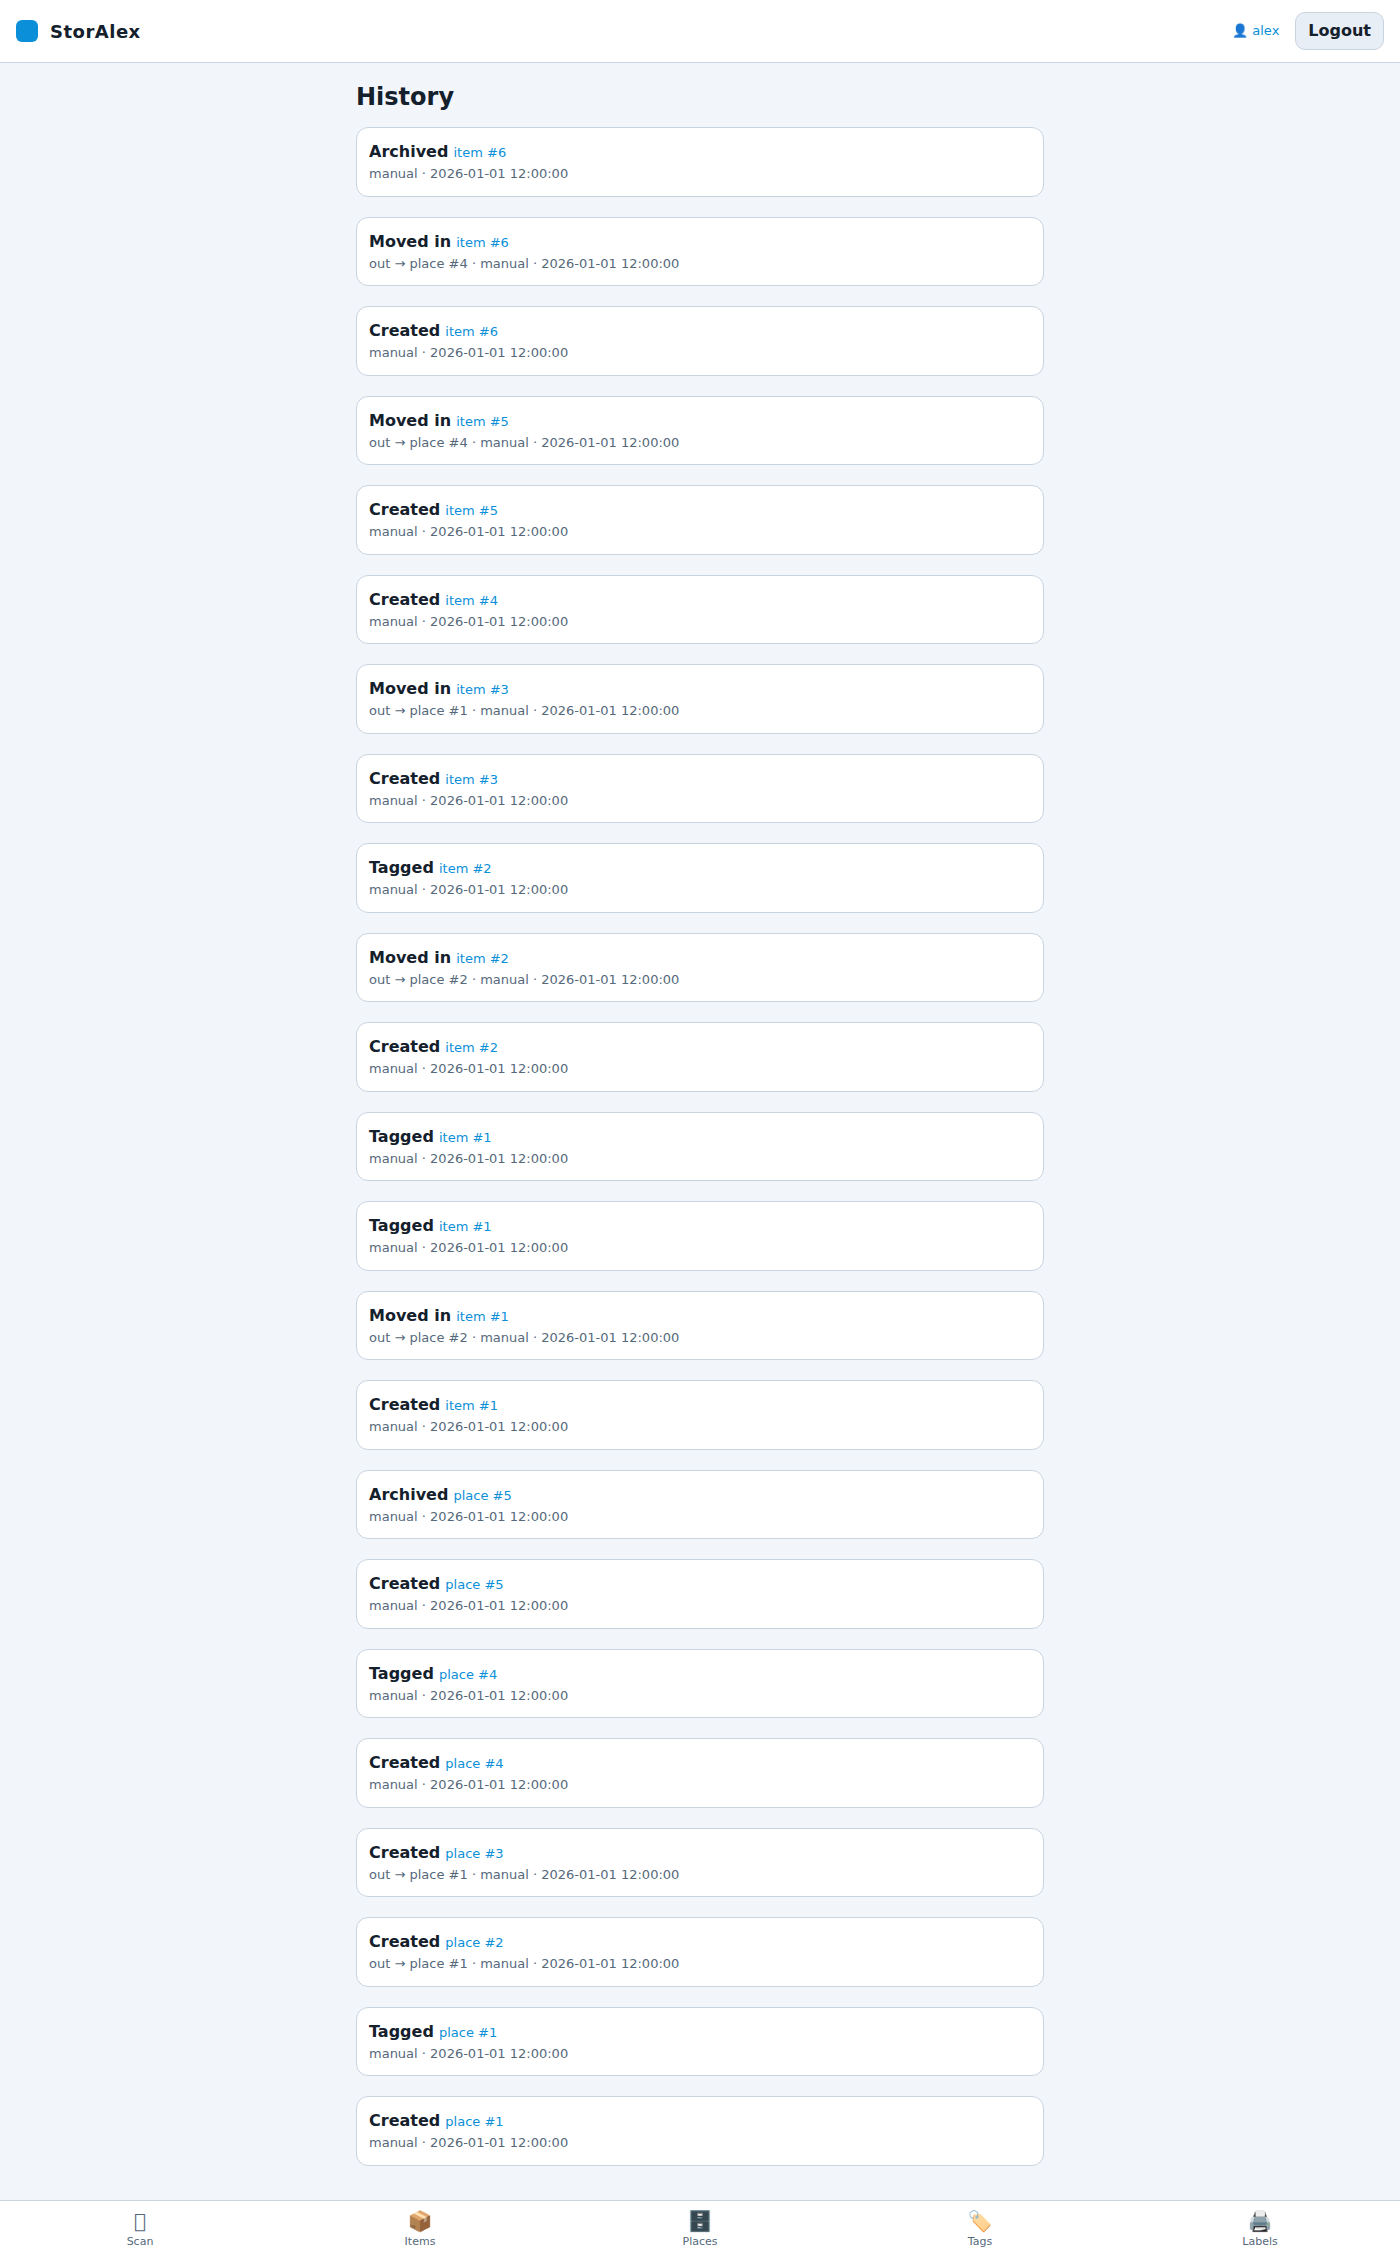 StorAlex
👤 alex
Logout
History
Archived item #6
manual · 2026-01-01 12:00:00
Moved in item #6
out → place #4 · manual · 2026-01-01 12:00:00
Created item #6
manual · 2026-01-01 12:00:00
Moved in item #5
out → place #4 · manual · 2026-01-01 12:00:00
Created item #5
manual · 2026-01-01 12:00:00
Created item #4
manual · 2026-01-01 12:00:00
Moved in item #3
out → place #1 · manual · 2026-01-01 12:00:00
Created item #3
manual · 2026-01-01 12:00:00
Tagged item #2
manual · 2026-01-01 12:00:00
Moved in item #2
out → place #2 · manual · 2026-01-01 12:00:00
Created item #2
manual · 2026-01-01 12:00:00
Tagged item #1
manual · 2026-01-01 12:00:00
Tagged item #1
manual · 2026-01-01 12:00:00
Moved in item #1
out → place #2 · manual · 2026-01-01 12:00:00
Created item #1
manual · 2026-01-01 12:00:00
Archived place #5
manual · 2026-01-01 12:00:00
Created place #5
manual · 2026-01-01 12:00:00
Tagged place #4
manual · 2026-01-01 12:00:00
Created place #4
manual · 2026-01-01 12:00:00
Created place #3
out → place #1 · manual · 2026-01-01 12:00:00
Created place #2
out → place #1 · manual · 2026-01-01 12:00:00
Tagged place #1
manual · 2026-01-01 12:00:00
Created place #1
manual · 2026-01-01 12:00:00
Scan
Items
Places
Tags
Labels